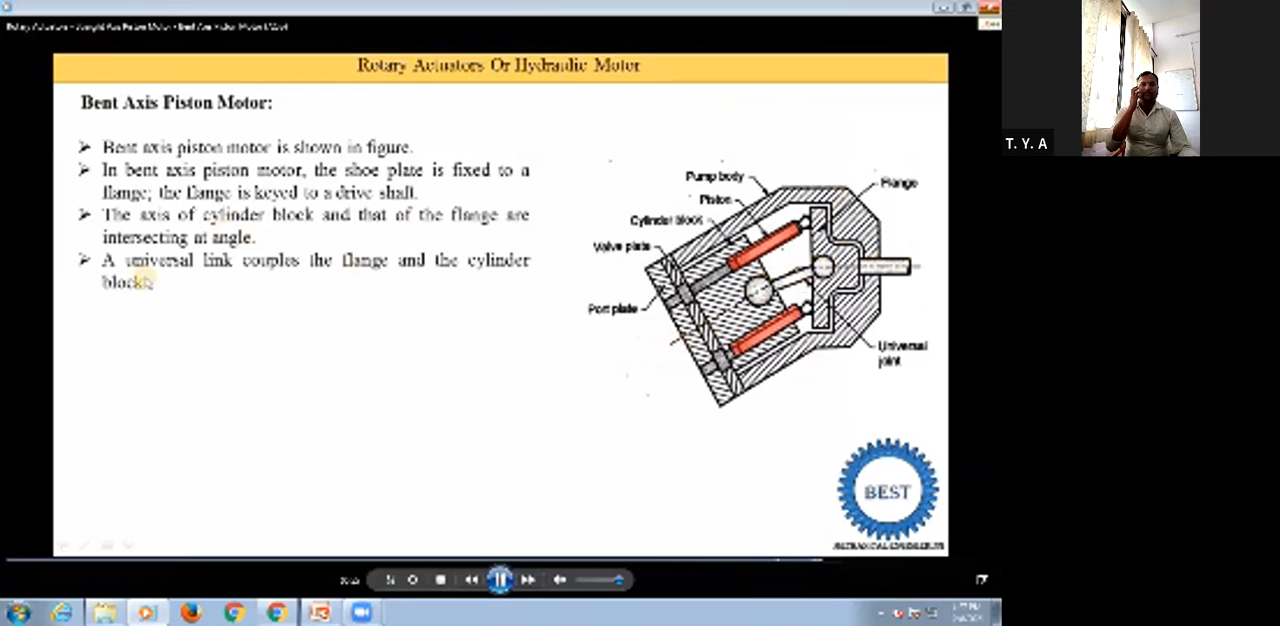 Rotary Actuators Or Hydraulic Motor
T. Y. A
Bent Axis Piston Motor:
➢ Bent axis piston motor is shown in figure.
➢ In bent axis piston motor, the shoe plate is fixed to a
flange; the flange is keyed to a drive shaft.
➢ The axis of cylinder block and that of the flange are
intersecting at angle.
➢ A universal link couples the flange and the cylinder
block.
Pump body
Flange
Piston
Cylinder block
Valve plate
Port plate
Universal
joint
BEST